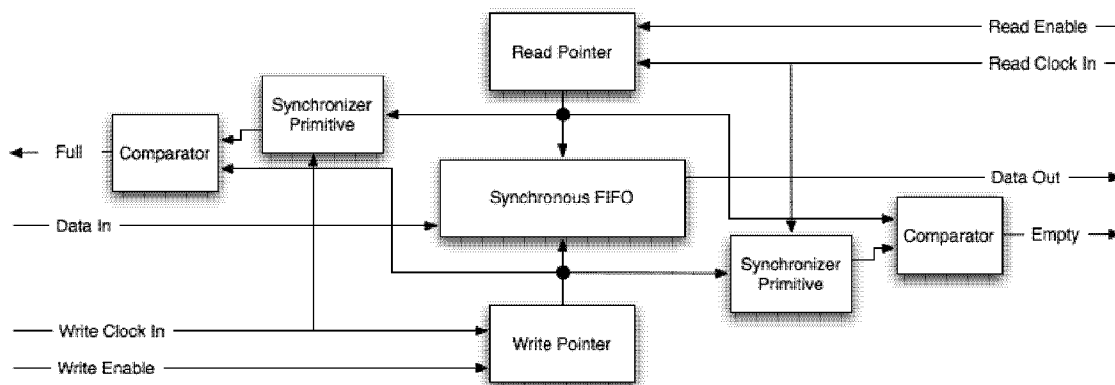 Read Enable
Read Pointer
Read Clock In
Synchronizer
Primitive
Full
Comparator
Synchronous FIFO
Data Out
Data In
Comparator
Empty
Synchronizer
Primitive
Write Clock In
Write Pointer
Write Enable